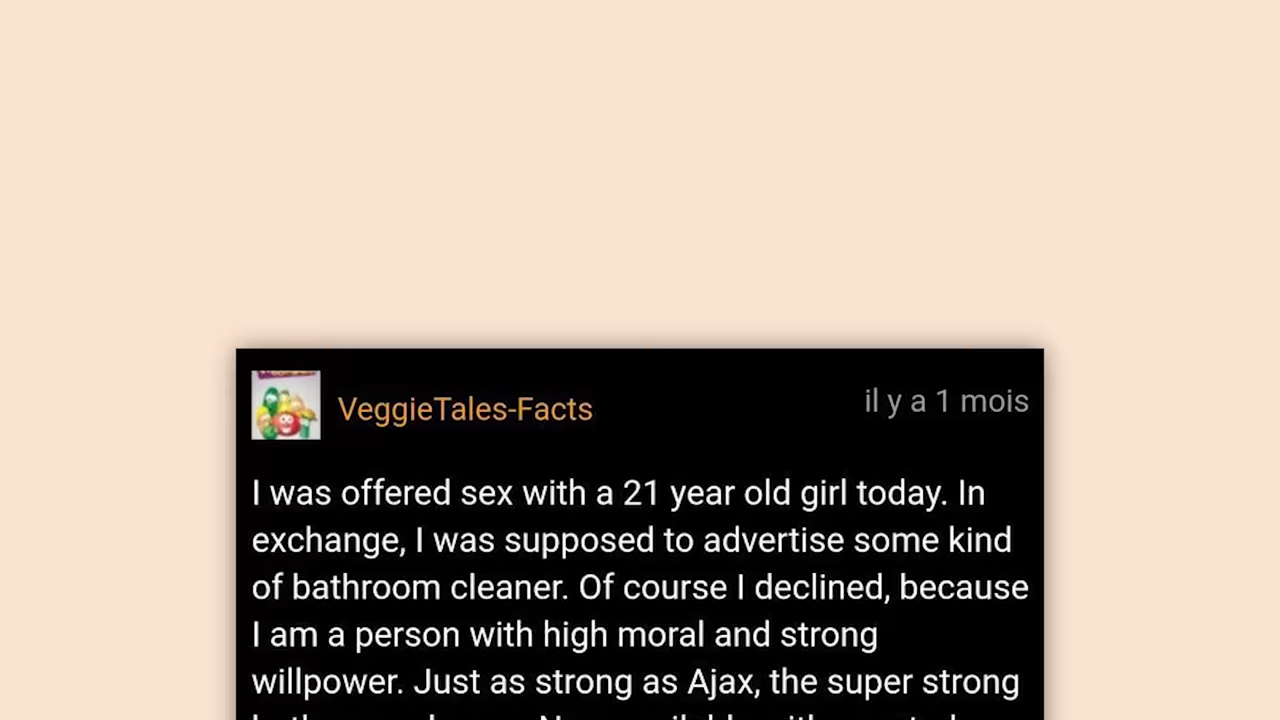 VeggieTales-Facts
il y a 1 mois
I was offered sex with a 21 year old girl today. In
exchange, I was supposed to advertise some kind
of bathroom cleaner. Of course I declined, because
I am a person with high moral and strong
willpower. Just as strong as Ajax, the super strong